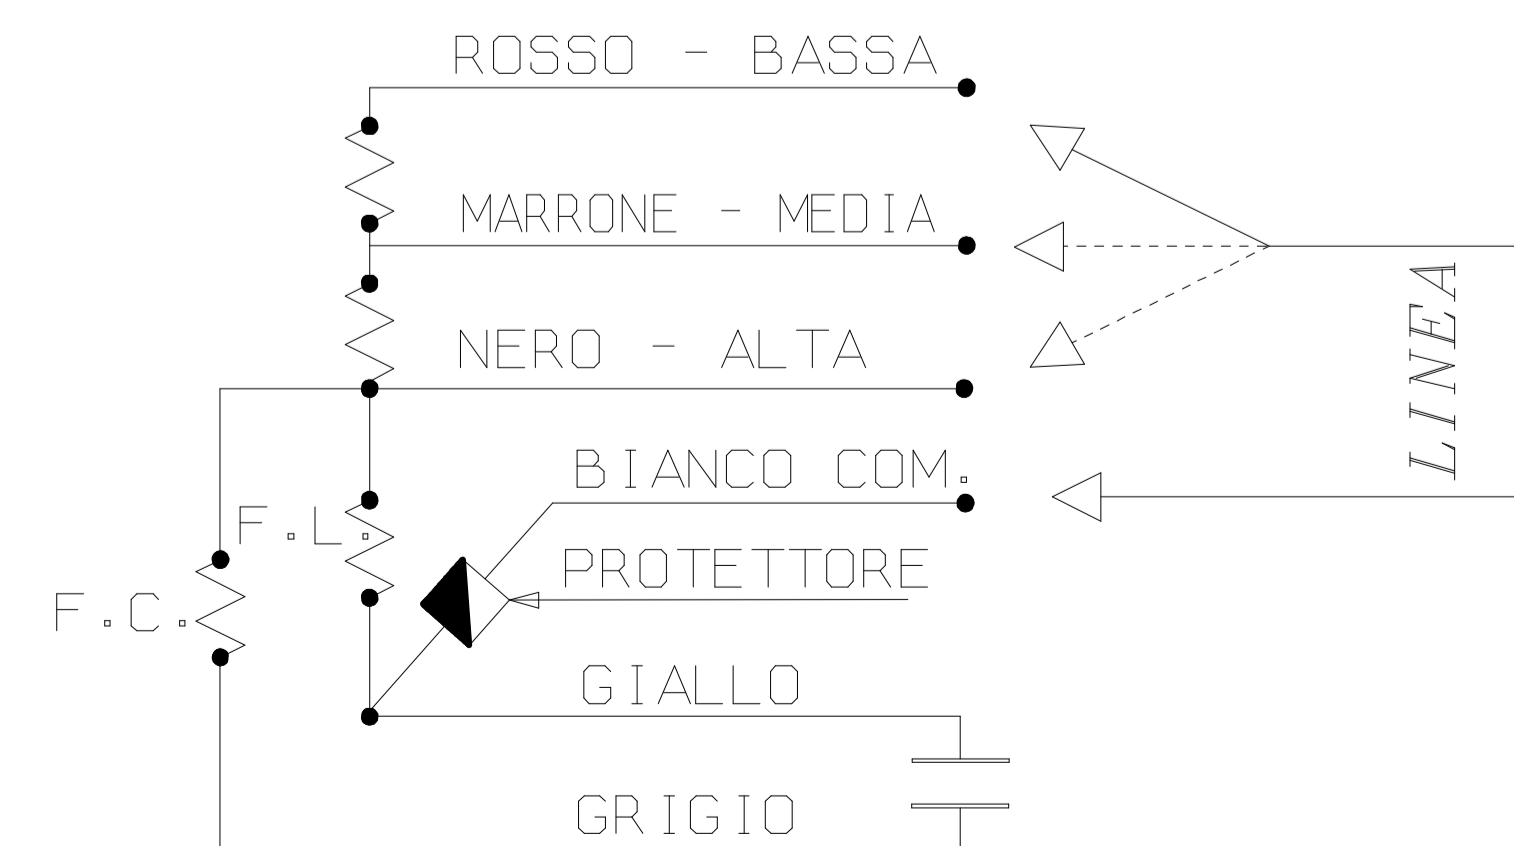 ROSSO - BASSA
MARRONE - MEDIA
NERO - ALTA
LINEA
BIANCO COM.
F.L.
PROTETTORE
F.C.
GIALLO
GRIGIO